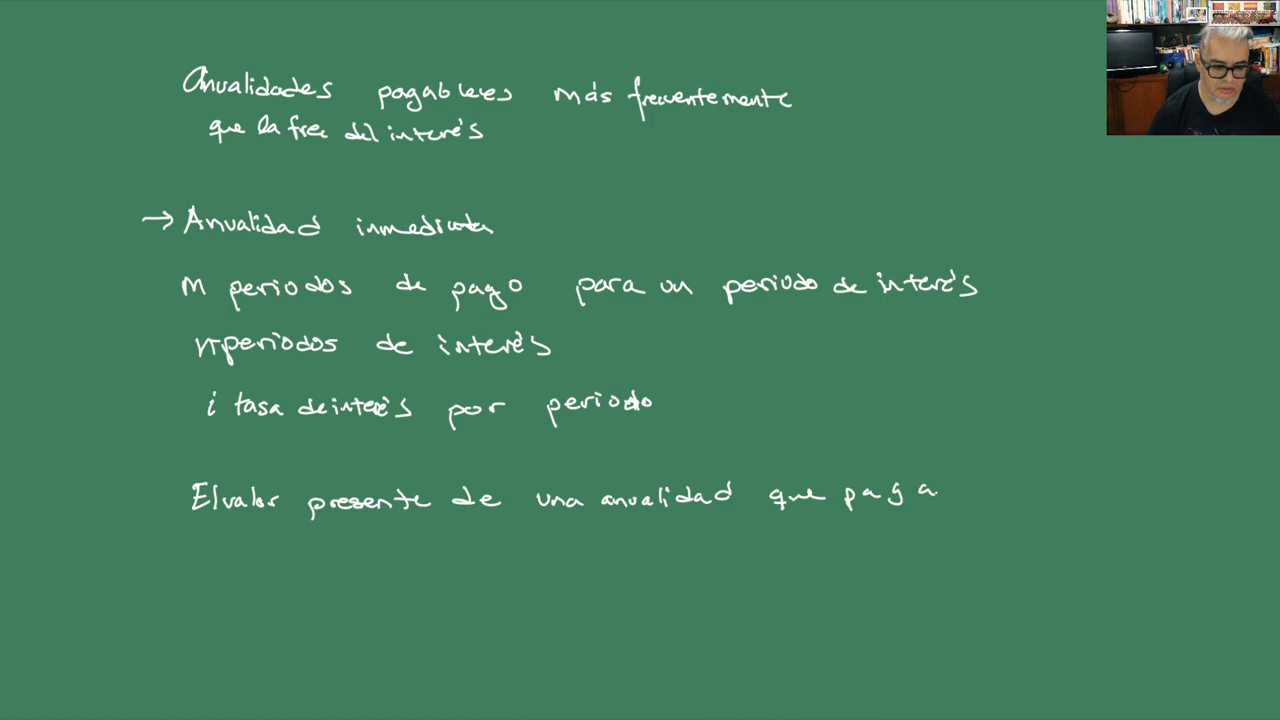 Anualidades pagableres más frecuentemente
que la frec del interés
→ Anualidad inmediata
m periodos de pago para un periodo de interés
n periodos de interés
i tasa de interés por periodo
El valor presente de una anualidad que paga